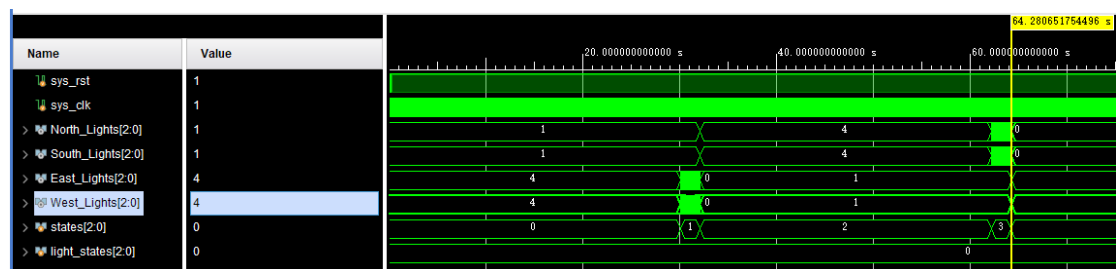 64.280651754496 s
Name Value 20.000000000000 s 40.000000000000 s 60.000000000000 s
sys_rst 1
sys_clk 1
North_Lights[2:0] 1 1 4 0
South_Lights[2:0] 1 1 4 0
East_Lights[2:0] 4 4 0 1
West_Lights[2:0] 4 4 0 1
states[2:0] 0 0 1 2 3
light_states[2:0] 0 0